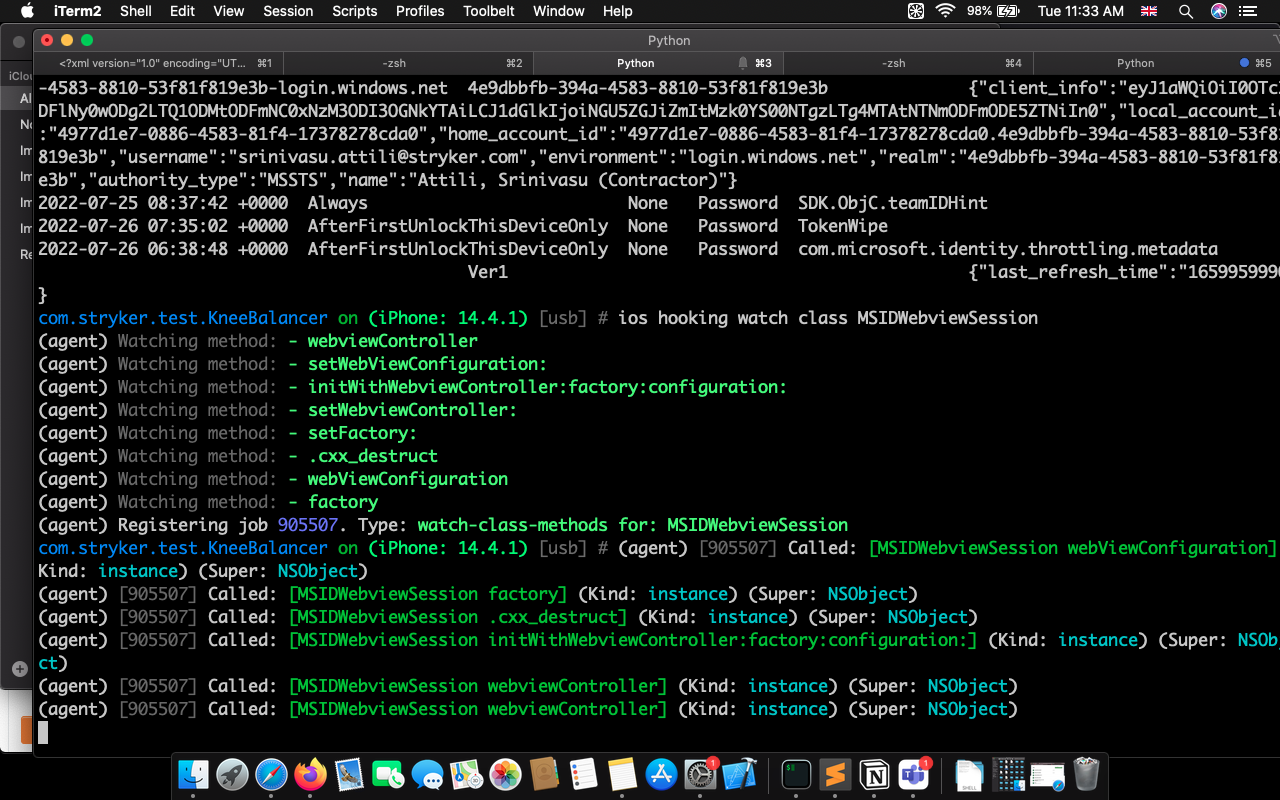 iTerm2 Shell Edit View Session Scripts Profiles Toolbelt Window Help 98% Tue 11:33 AM
Python
<?xml version="1.0" encoding="UT... ⌘1 -zsh ⌘2 Python ⌘3 -zsh ⌘4 Python ⌘5
iClou
-4583-8810-53f81f819e3b-login.windows.net 4e9dbbfb-394a-4583-8810-53f81f819e3b {"client_info":"eyJ1aWQiOiI0OTc3
DFlNy0wODg2LTQ1ODMtODFmNC0xNzM3ODI3OGNkYTAiLCJ1dGlkIjoiNGU5ZGJiZmItMzk0YS00NTgzLTg4MTAtNTNmODFmODE5ZTNiIn0","local_account_id
:"4977d1e7-0886-4583-81f4-17378278cda0","home_account_id":"4977d1e7-0886-4583-81f4-17378278cda0.4e9dbbfb-394a-4583-8810-53f81f8
819e3b","username":"srinivasu.attili@stryker.com","environment":"login.windows.net","realm":"4e9dbbfb-394a-4583-8810-53f81f819
e3b","authority_type":"MSSTS","name":"Attili, Srinivasu (Contractor)"}
2022-07-25 08:37:42 +0000 Always None Password SDK.ObjC.teamIDHint
2022-07-26 07:35:02 +0000 AfterFirstUnlockThisDeviceOnly None Password TokenWipe
2022-07-26 06:38:48 +0000 AfterFirstUnlockThisDeviceOnly None Password com.microsoft.identity.throttling.metadata
Ver1 {"last_refresh_time":"1659959990
}
com.stryker.test.KneeBalancer on (iPhone: 14.4.1) [usb] # ios hooking watch class MSIDWebviewSession
(agent) Watching method: - webviewController
(agent) Watching method: - setWebViewConfiguration:
(agent) Watching method: - initWithWebviewController:factory:configuration:
(agent) Watching method: - setWebviewController:
(agent) Watching method: - setFactory:
(agent) Watching method: - .cxx_destruct
(agent) Watching method: - webViewConfiguration
(agent) Watching method: - factory
(agent) Registering job 905507. Type: watch-class-methods for: MSIDWebviewSession
com.stryker.test.KneeBalancer on (iPhone: 14.4.1) [usb] # (agent) [905507] Called: [MSIDWebviewSession webViewConfiguration]
Kind: instance) (Super: NSObject)
(agent) [905507] Called: [MSIDWebviewSession factory] (Kind: instance) (Super: NSObject)
(agent) [905507] Called: [MSIDWebviewSession .cxx_destruct] (Kind: instance) (Super: NSObject)
(agent) [905507] Called: [MSIDWebviewSession initWithWebviewController:factory:configuration:] (Kind: instance) (Super: NSOb
ct)
(agent) [905507] Called: [MSIDWebviewSession webviewController] (Kind: instance) (Super: NSObject)
(agent) [905507] Called: [MSIDWebviewSession webviewController] (Kind: instance) (Super: NSObject)